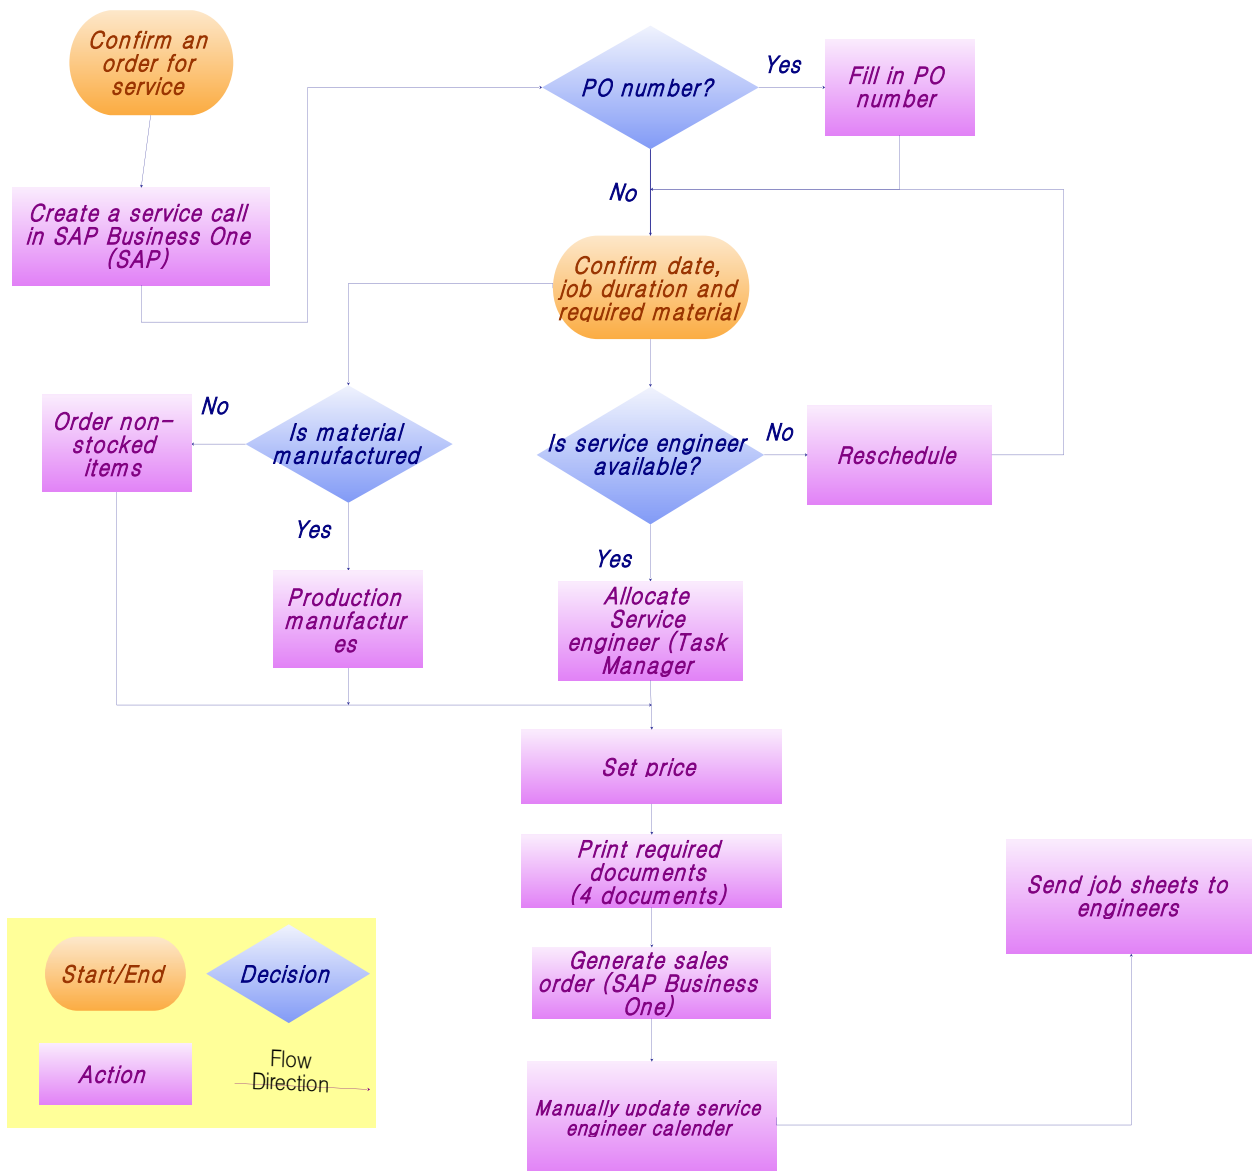 Confirm an
order for
service
PO number?
Yes
Fill in PO
number
No
Create a service call
in SAP Business One
(SAP)
Confirm date,
job duration and
required material
Order non-
stocked
items
No
Is material
manufactured
Is service engineer
available?
No
Reschedule
Yes
Yes
Production
manufactur
es
Allocate
Service
engineer (Task
Manager
Set price
Print required
documents
(4 documents)
Send job sheets to
engineers
Generate sales
order (SAP Business
One)
Start/End
Decision
Action
Flow
Direction
Manually update service
engineer calender